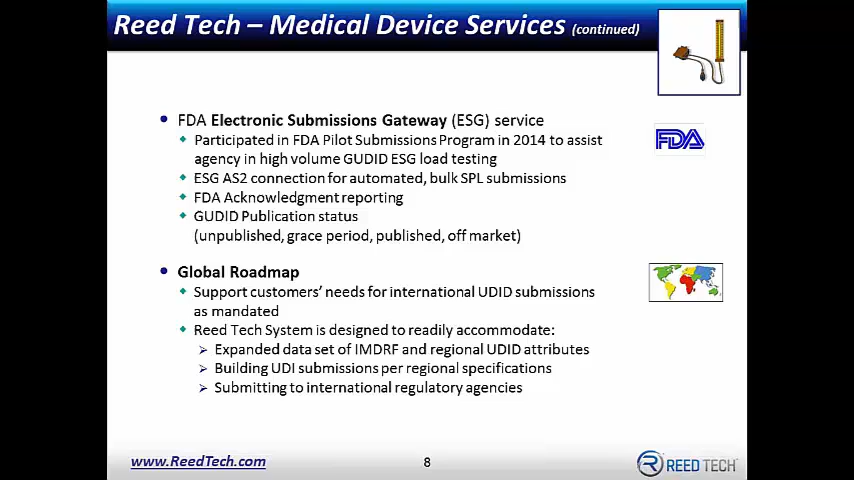 Reed Tech – Medical Device Services (continued)
• FDA Electronic Submissions Gateway (ESG) service
Participated in FDA Pilot Submissions Program in 2014 to assist
agency in high volume GUDID ESG load testing
ESG AS2 connection for automated, bulk SPL submissions
FDA Acknowledgment reporting
GUDID Publication status
(unpublished, grace period, published, off market)
FDA
• Global Roadmap
Support customers’ needs for international UDID submissions
as mandated
Reed Tech System is designed to readily accommodate:
Expanded data set of IMDRF and regional UDID attributes
Building UDI submissions per regional specifications
Submitting to international regulatory agencies
www.ReedTech.com
8
REED TECH